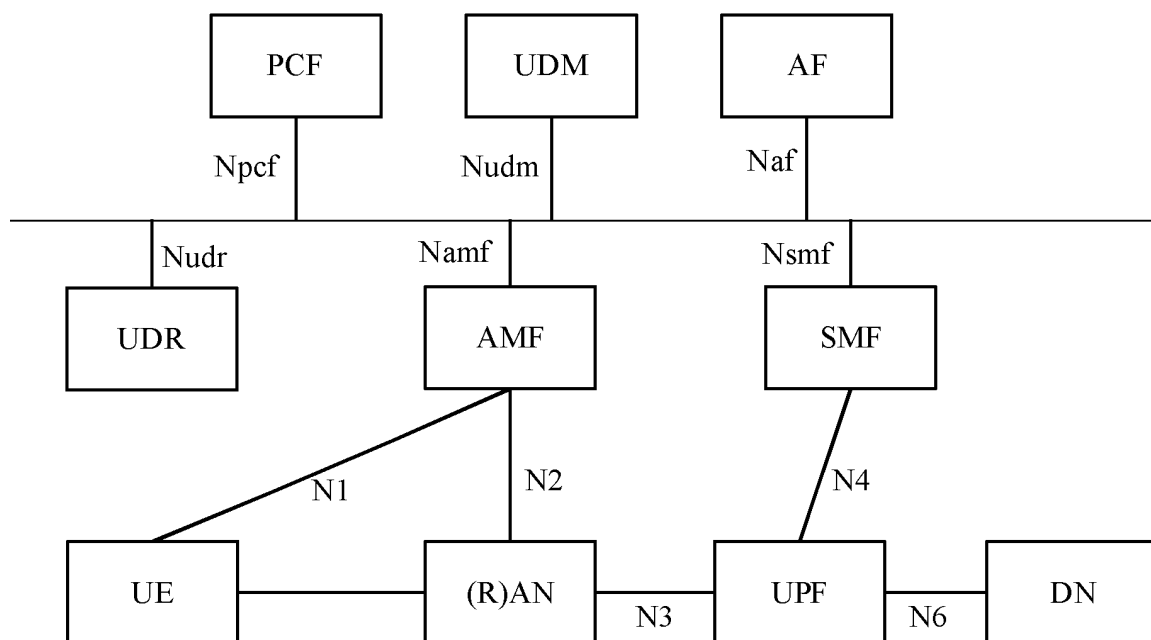 PCF
UDM
AF
Npcf
Nudm
Naf
Nudr
Namf
Nsmf
UDR
AMF
SMF
N1
N2
N4
UE
(R)AN
UPF
DN
N3
N6